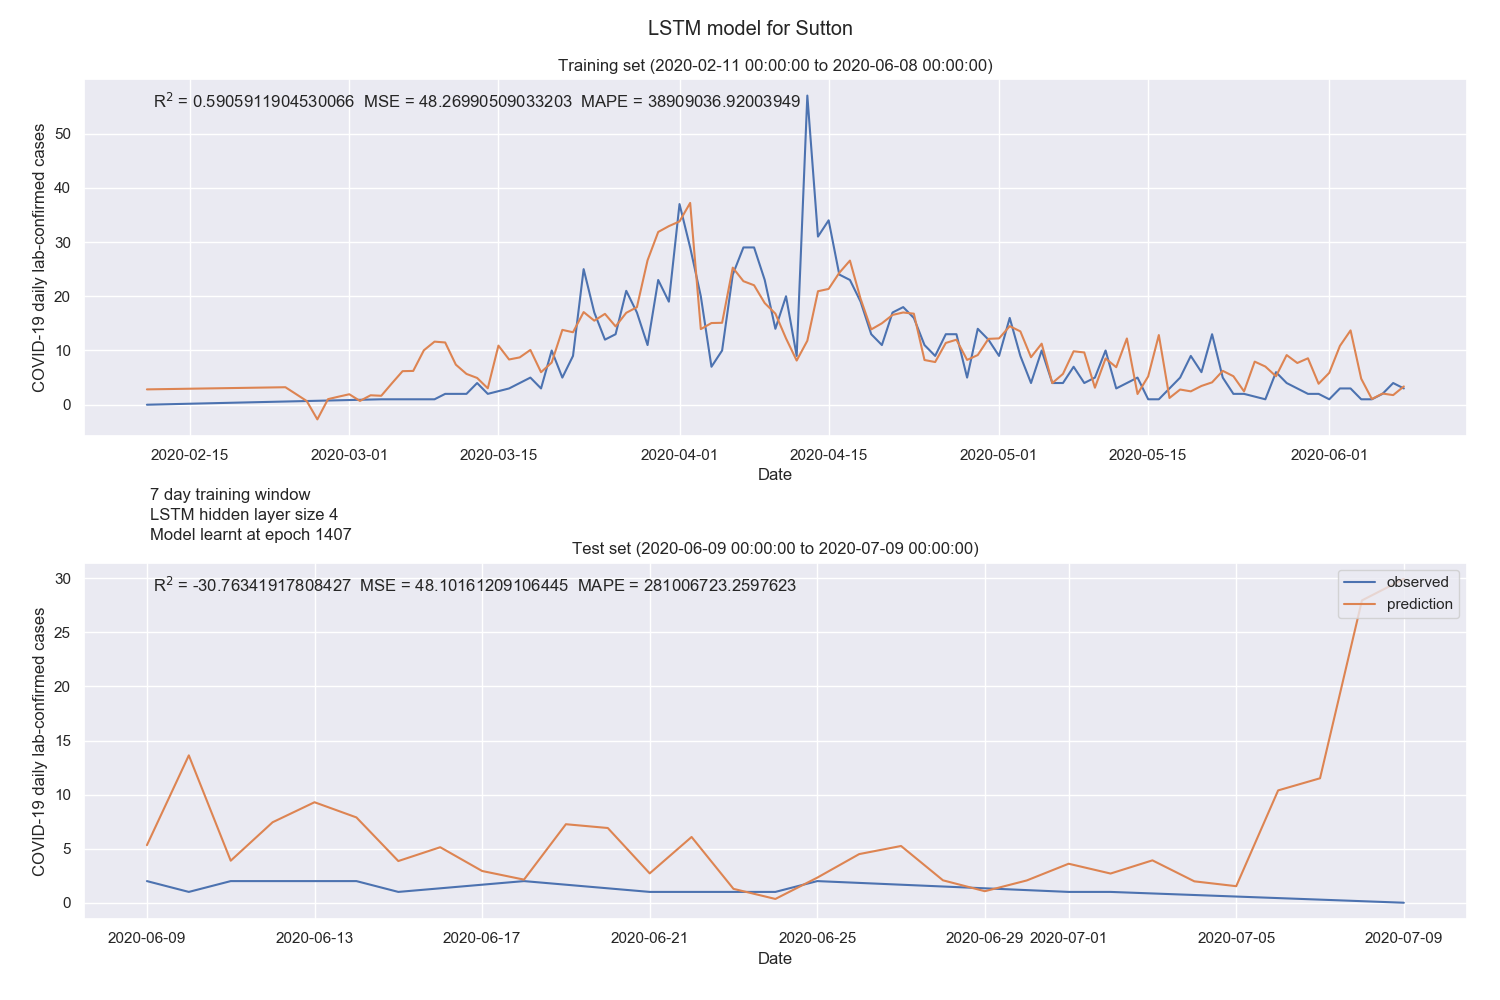 LSTM model for Sutton
Training set (2020-02-11 00:00:00 to 2020-06-08 00:00:00)
R² = 0.5905911904530066 MSE = 48.26990509033203 MAPE = 38909036.92003949
COVID-19 daily lab-confirmed cases
50
40
30
20
10
0
2020-02-15 2020-03-01 2020-03-15 2020-04-01 2020-04-15 2020-05-01 2020-05-15 2020-06-01
Date
7 day training window
LSTM hidden layer size 4
Model learnt at epoch 1407
Test set (2020-06-09 00:00:00 to 2020-07-09 00:00:00)
R² = -30.76341917808427 MSE = 48.10161209106445 MAPE = 281006723.2597623
observed
prediction
COVID-19 daily lab-confirmed cases
30
25
20
15
10
5
0
2020-06-09 2020-06-13 2020-06-17 2020-06-21 2020-06-25 2020-06-29 2020-07-01 2020-07-05 2020-07-09
Date